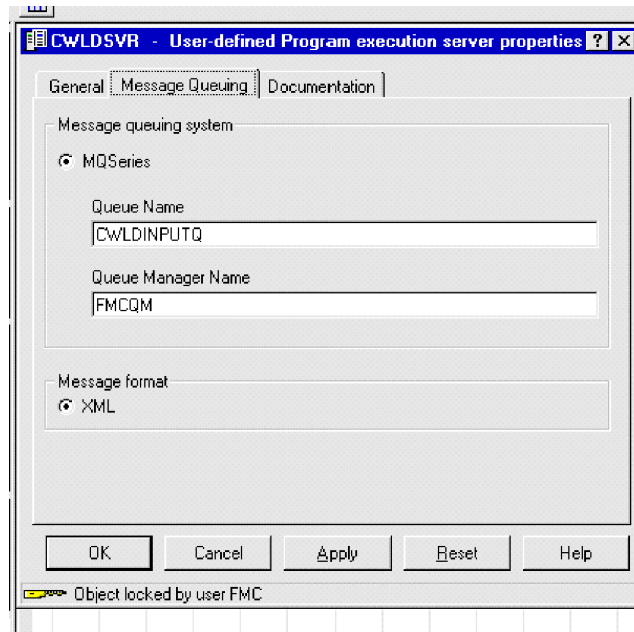 CWLDSVR - User-defined Program execution server properties
General Message Queuing Documentation
Message queuing system
MQSeries
Queue Name
CWLDINPUTQ
Queue Manager Name
FMCQM
Message format
XML
OK Cancel Apply Reset Help
Object locked by user FMC